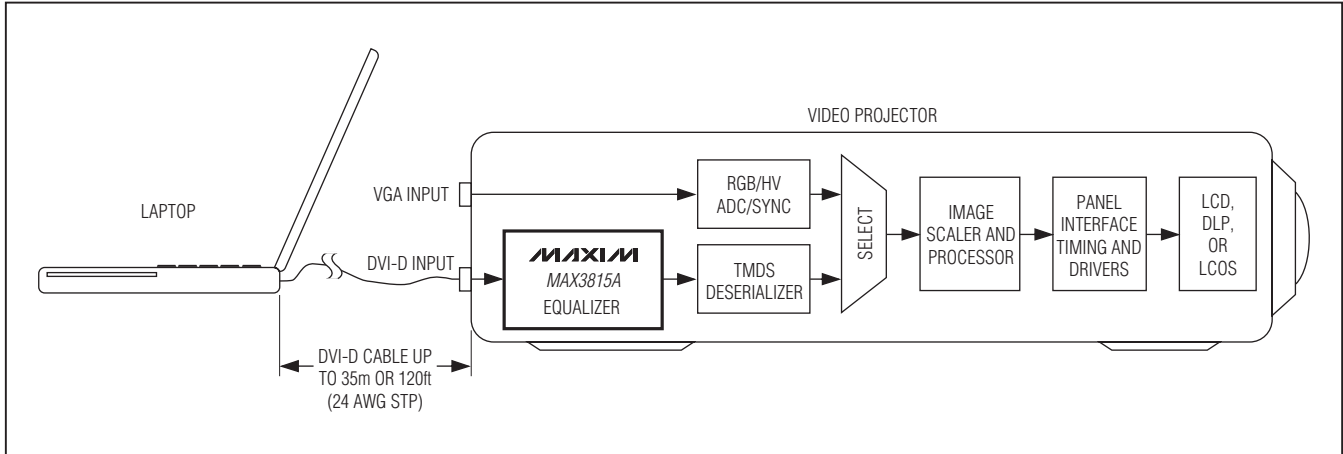 VIDEO PROJECTOR
LAPTOP
VGA INPUT
RGB/HV
ADC/SYNC
DVI-D INPUT
MAXIM
MAX3815A
EQUALIZER
TMDS
DESERIALIZER
SELECT
IMAGE
SCALER AND
PROCESSOR
PANEL
INTERFACE
TIMING AND
DRIVERS
LCD,
DLP,
OR
LCOS
DVI-D CABLE UP
TO 35m OR 120ft
(24 AWG STP)